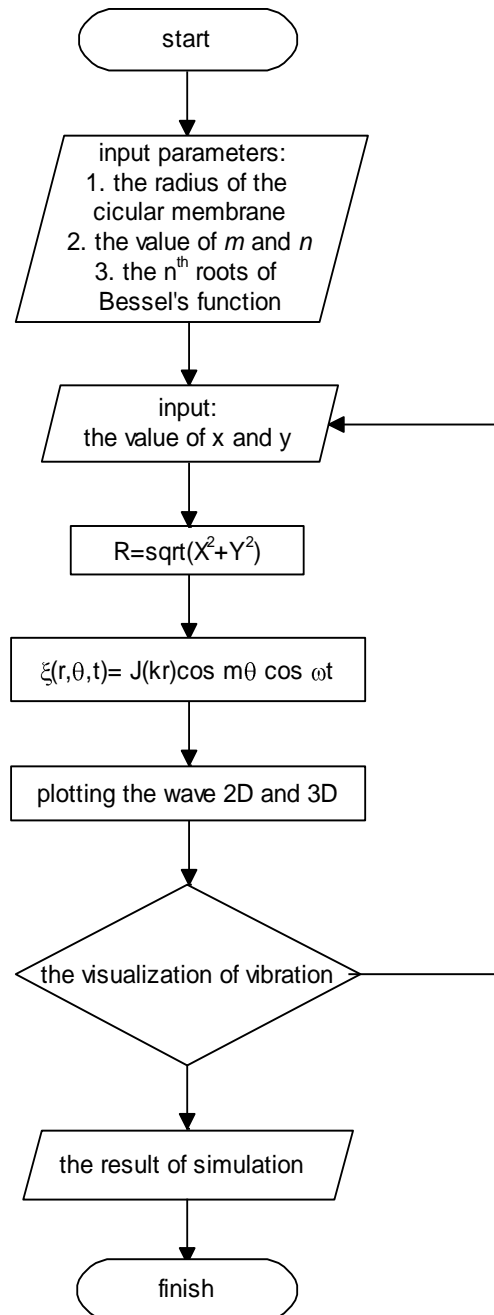 start
input parameters:
1. the radius of the
cicular membrane
2. the value of m and n
3. the nth roots of
Bessel's function
input:
the value of x and y
R=sqrt(X²+Y²)
ξ(r,θ,t)= J(kr)cos mθ cos ωt
plotting the wave 2D and 3D
the visualization of vibration
the result of simulation
finish